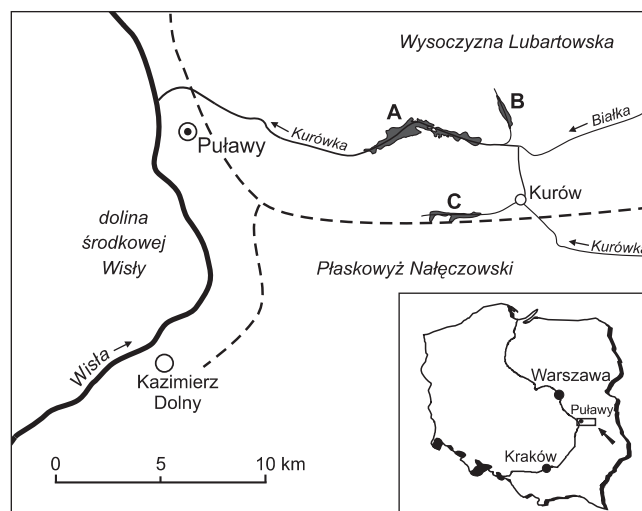 Wysoczyzna Lubartowska
A
B
Białka
Kurówka
Puławy
C
Kurów
dolina
środkowej
Wisły
Kurówka
Płaskowyż Nałęczowski
Wisła
Kazimierz
Dolny
Warszawa
Puławy
Kraków
0
5
10 km